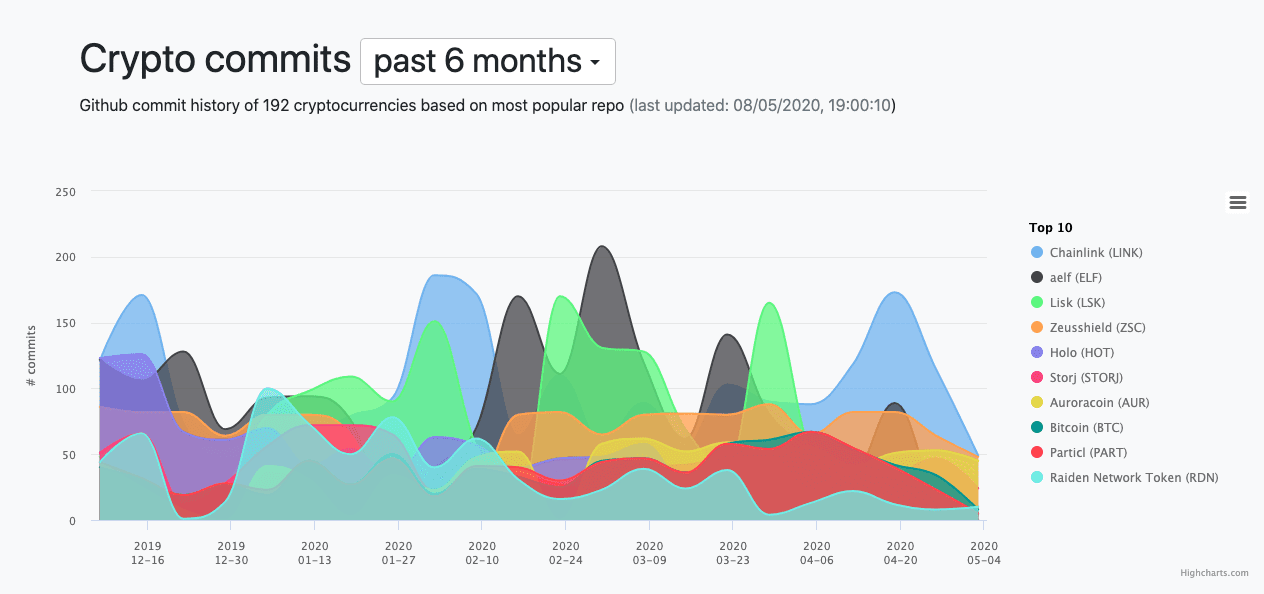 Crypto commits past 6 months
Github commit history of 192 cryptocurrencies based on most popular repo (last updated: 08/05/2020, 19:00:10)
250
200
150
100
50
0
# commits
2019 2019 2020 2020 2020 2020 2020 2020 2020 2020 2020
12-16 12-30 01-13 01-27 02-10 02-24 03-09 03-23 04-06 04-20 05-04
Top 10
Chainlink (LINK)
aelf (ELF)
Lisk (LSK)
Zeusshield (ZSC)
Holo (HOT)
Storj (STORJ)
Auroracoin (AUR)
Bitcoin (BTC)
Particl (PART)
Raiden Network Token (RDN)
Highcharts.com